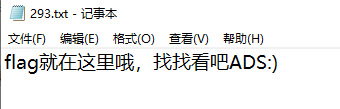 293.txt - 记事本
文件(F) 编辑(E) 格式(O) 查看(V) 帮助(H)
flag就在这里哦，找找看吧ADS:)